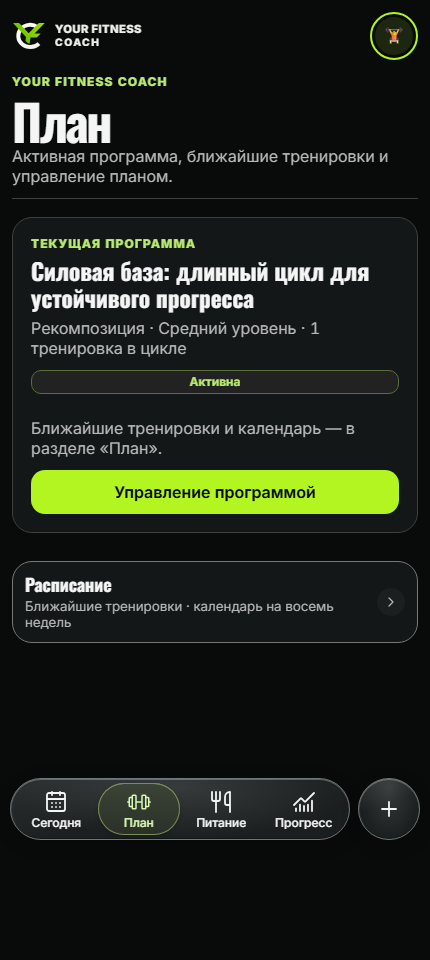 YOUR FITNESS
COACH
YOUR FITNESS COACH
План
Активная программа, ближайшие тренировки и
управление планом.
ТЕКУЩАЯ ПРОГРАММА
Силовая база: длинный цикл для
устойчивого прогресса
Рекомпозиция · Средний уровень · 1
тренировка в цикле
Активна
Ближайшие тренировки и календарь — в
разделе «План».
Управление программой
Расписание
Ближайшие тренировки · календарь на восемь
недель
Сегодня
План
Питание
Прогресс